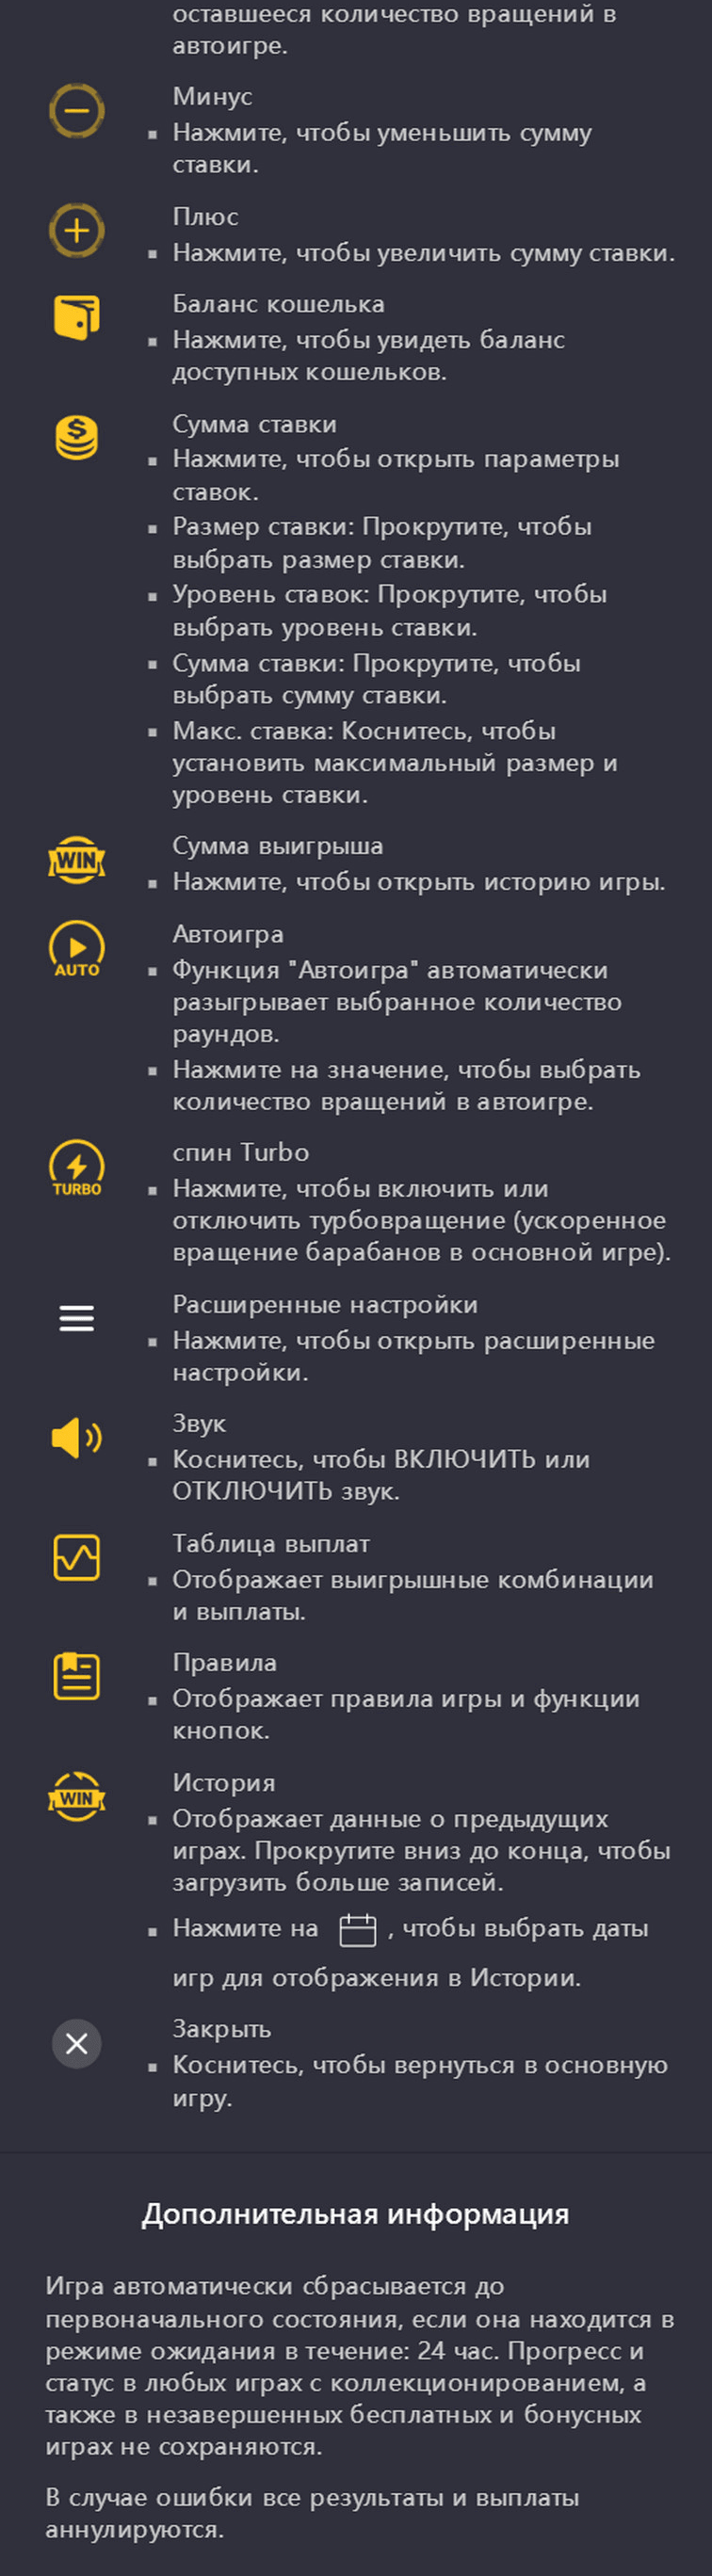 оставшееся количество вращений в
автоигре.
Минус
▪ Нажмите, чтобы уменьшить сумму
ставки.
Плюс
▪ Нажмите, чтобы увеличить сумму ставки.
Баланс кошелька
▪ Нажмите, чтобы увидеть баланс
доступных кошельков.
Сумма ставки
▪ Нажмите, чтобы открыть параметры
ставок.
▪ Размер ставки: Прокрутите, чтобы
выбрать размер ставки.
▪ Уровень ставок: Прокрутите, чтобы
выбрать уровень ставки.
▪ Сумма ставки: Прокрутите, чтобы
выбрать сумму ставки.
▪ Макс. ставка: Коснитесь, чтобы
установить максимальный размер и
уровень ставки.
WIN
Сумма выигрыша
▪ Нажмите, чтобы открыть историю игры.
AUTO
Автоигра
▪ Функция "Автоигра" автоматически
разыгрывает выбранное количество
раундов.
▪ Нажмите на значение, чтобы выбрать
количество вращений в автоигре.
TURBO
спин Turbo
▪ Нажмите, чтобы включить или
отключить турбовращение (ускоренное
вращение барабанов в основной игре).
Расширенные настройки
▪ Нажмите, чтобы открыть расширенные
настройки.
Звук
▪ Коснитесь, чтобы ВКЛЮЧИТЬ или
ОТКЛЮЧИТЬ звук.
Таблица выплат
▪ Отображает выигрышные комбинации
и выплаты.
Правила
▪ Отображает правила игры и функции
кнопок.
WIN
История
▪ Отображает данные о предыдущих
играх. Прокрутите вниз до конца, чтобы
загрузить больше записей.
▪ Нажмите на , чтобы выбрать даты
игр для отображения в Истории.
Закрыть
▪ Коснитесь, чтобы вернуться в основную
игру.
Дополнительная информация
Игра автоматически сбрасывается до
первоначального состояния, если она находится в
режиме ожидания в течение: 24 час. Прогресс и
статус в любых играх с коллекционированием, а
также в незавершенных бесплатных и бонусных
играх не сохраняются.
В случае ошибки все результаты и выплаты
аннулируются.